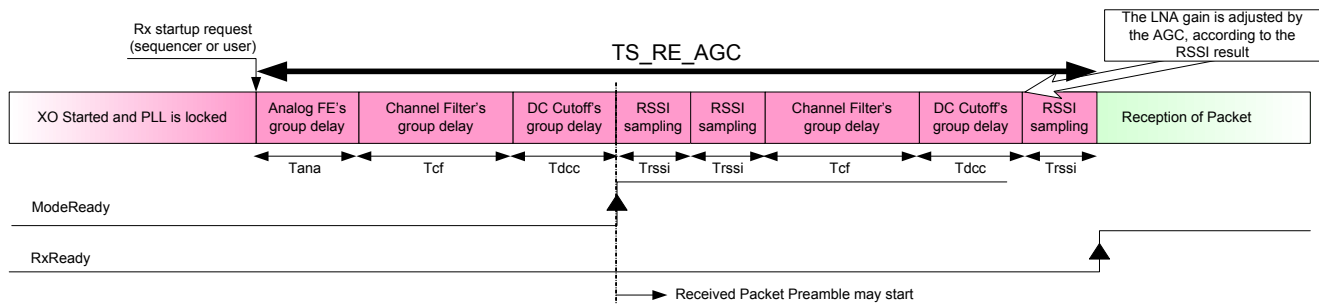 Rx startup request
(sequencer or user)
TS_RE_AGC
The LNA gain is adjusted by
the AGC, according to the
RSSI result
XO Started and PLL is locked
Analog FE's
group delay
Channel Filter's
group delay
DC Cutoff's
group delay
RSSI
sampling
RSSI
sampling
Channel Filter's
group delay
DC Cutoff's
group delay
RSSI
sampling
Reception of Packet
Tana
Tcf
Tdcc
Trssi
Trssi
Tcf
Tdcc
Trssi
ModeReady
RxReady
Received Packet Preamble may start